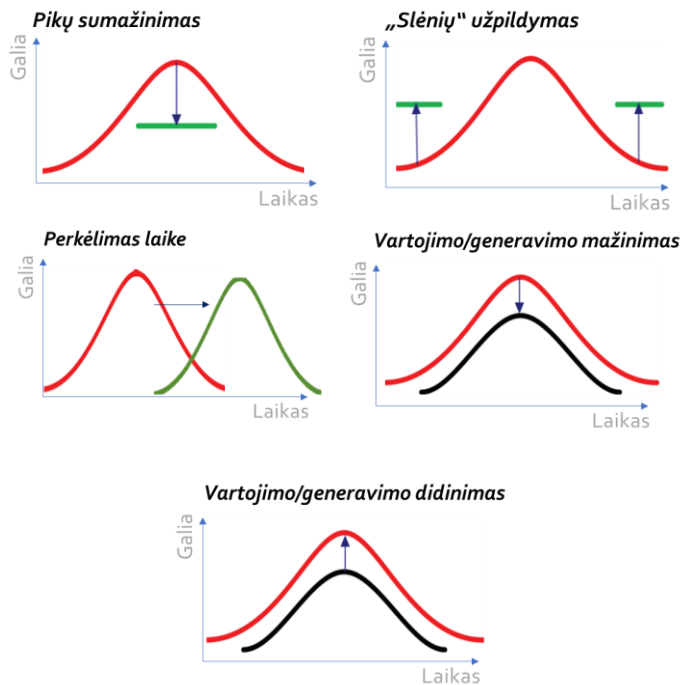 Pikų sumažinimas
Galia
Laikas
„Slėnių“ užpildymas
Galia
Laikas
Perkėlimas laike
Galia
Laikas
Vartojimo/generavimo mažinimas
Galia
Laikas
Vartojimo/generavimo didinimas
Galia
Laikas